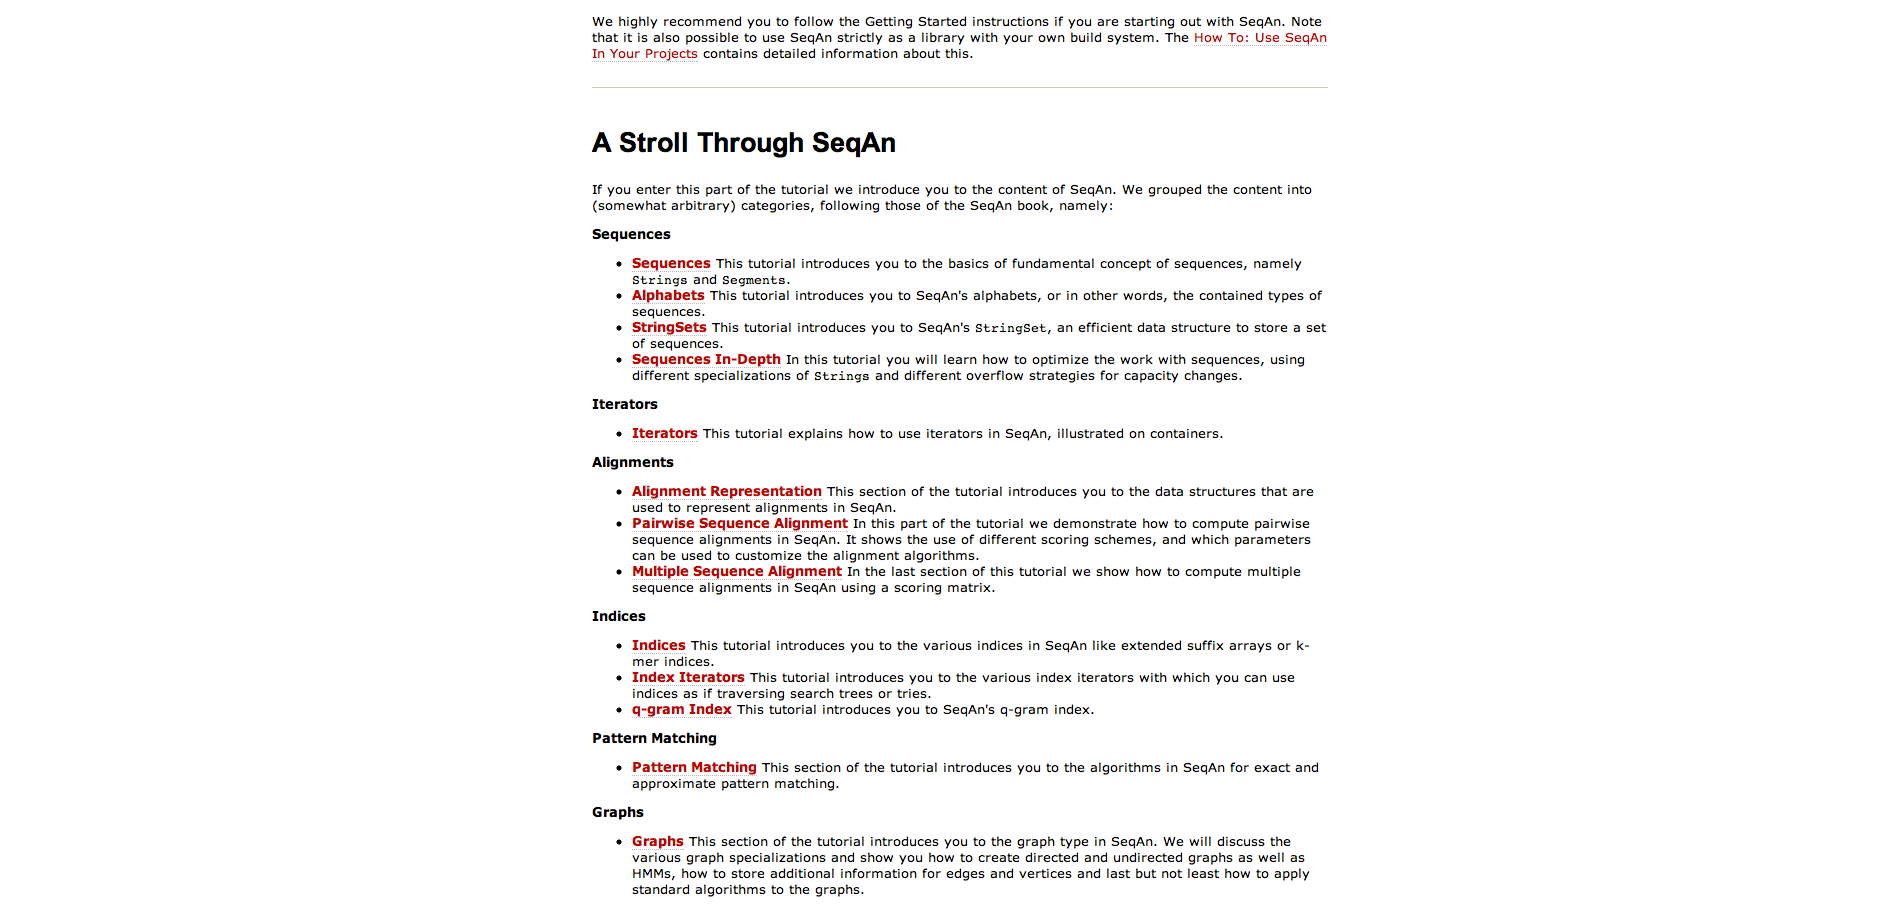 We highly recommend you to follow the Getting Started instructions if you are starting out with SeqAn. Note
that it is also possible to use SeqAn strictly as a library with your own build system. The How To: Use SeqAn
In Your Projects contains detailed information about this.
A Stroll Through SeqAn
If you enter this part of the tutorial we introduce you to the content of SeqAn. We grouped the content into
(somewhat arbitrary) categories, following those of the SeqAn book, namely:
Sequences
• Sequences This tutorial introduces you to the basics of fundamental concept of sequences, namely
Strings and Segments.
• Alphabets This tutorial introduces you to SeqAn's alphabets, or in other words, the contained types of
sequences.
• StringSets This tutorial introduces you to SeqAn's StringSet, an efficient data structure to store a set
of sequences.
• Sequences In-Depth In this tutorial you will learn how to optimize the work with sequences, using
different specializations of Strings and different overflow strategies for capacity changes.
Iterators
• Iterators This tutorial explains how to use iterators in SeqAn, illustrated on containers.
Alignments
• Alignment Representation This section of the tutorial introduces you to the data structures that are
used to represent alignments in SeqAn.
• Pairwise Sequence Alignment In this part of the tutorial we demonstrate how to compute pairwise
sequence alignments in SeqAn. It shows the use of different scoring schemes, and which parameters
can be used to customize the alignment algorithms.
• Multiple Sequence Alignment In the last section of this tutorial we show how to compute multiple
sequence alignments in SeqAn using a scoring matrix.
Indices
• Indices This tutorial introduces you to the various indices in SeqAn like extended suffix arrays or k-
mer indices.
• Index Iterators This tutorial introduces you to the various index iterators with which you can use
indices as if traversing search trees or tries.
• q-gram Index This tutorial introduces you to SeqAn's q-gram index.
Pattern Matching
• Pattern Matching This section of the tutorial introduces you to the algorithms in SeqAn for exact and
approximate pattern matching.
Graphs
• Graphs This section of the tutorial introduces you to the graph type in SeqAn. We will discuss the
various graph specializations and show you how to create directed and undirected graphs as well as
HMMs, how to store additional information for edges and vertices and last but not least how to apply
standard algorithms to the graphs.